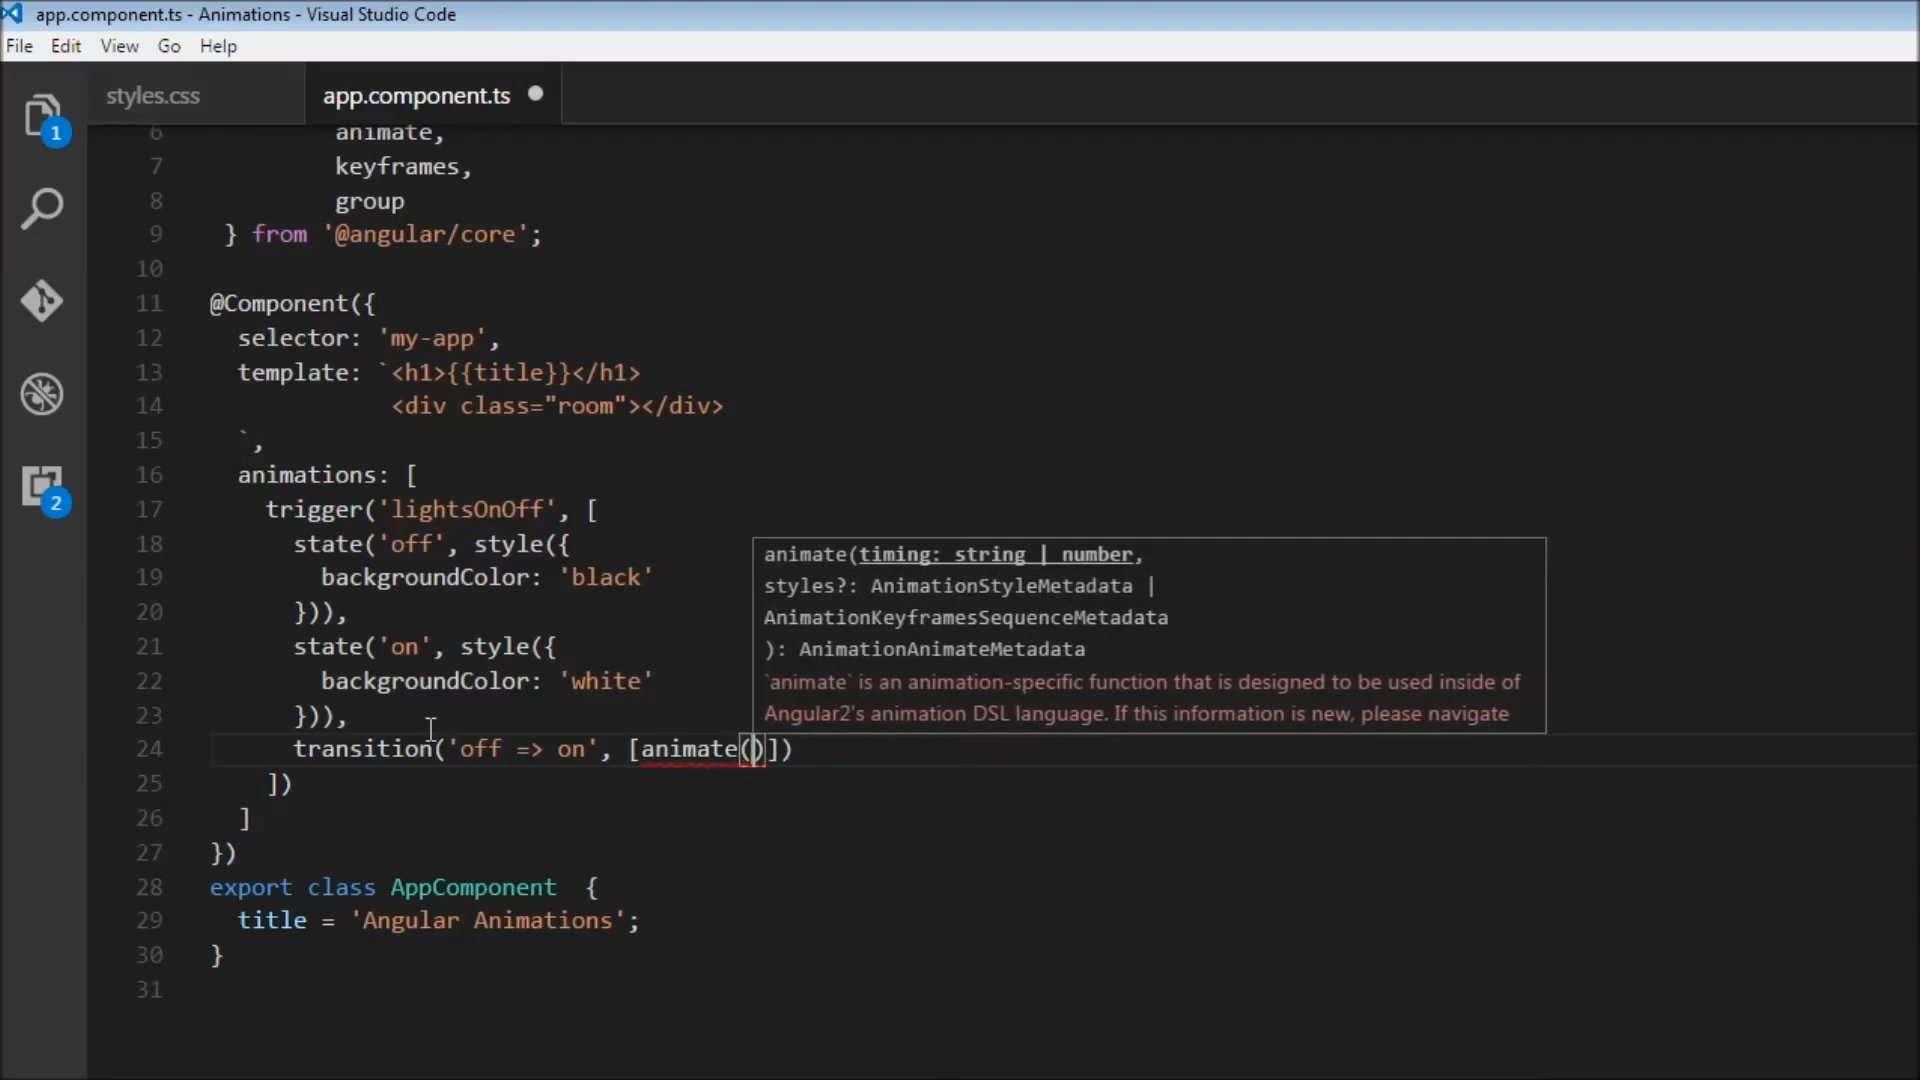 app.component.ts - Animations - Visual Studio Code
File Edit View Go Help
styles.css app.component.ts
1
2
6 animate,
7 keyframes,
8 group
9 } from '@angular/core';
10
11 @Component({
12 selector: 'my-app',
13 template: `<h1>{{title}}</h1>
14 <div class="room"></div>
15 `,
16 animations: [
17 trigger('lightsOnOff', [
18 state('off', style({
19 backgroundColor: 'black'
20 })),
21 state('on', style({
22 backgroundColor: 'white'
23 })),
24 transition('off => on', [animate()])
25 ])
26 ]
27 })
28 export class AppComponent {
29 title = 'Angular Animations';
30 }
31
animate(timing: string | number,
styles?: AnimationStyleMetadata |
AnimationKeyframesSequenceMetadata
): AnimationAnimateMetadata
`animate` is an animation-specific function that is designed to be used inside of
Angular2's animation DSL language. If this information is new, please navigate